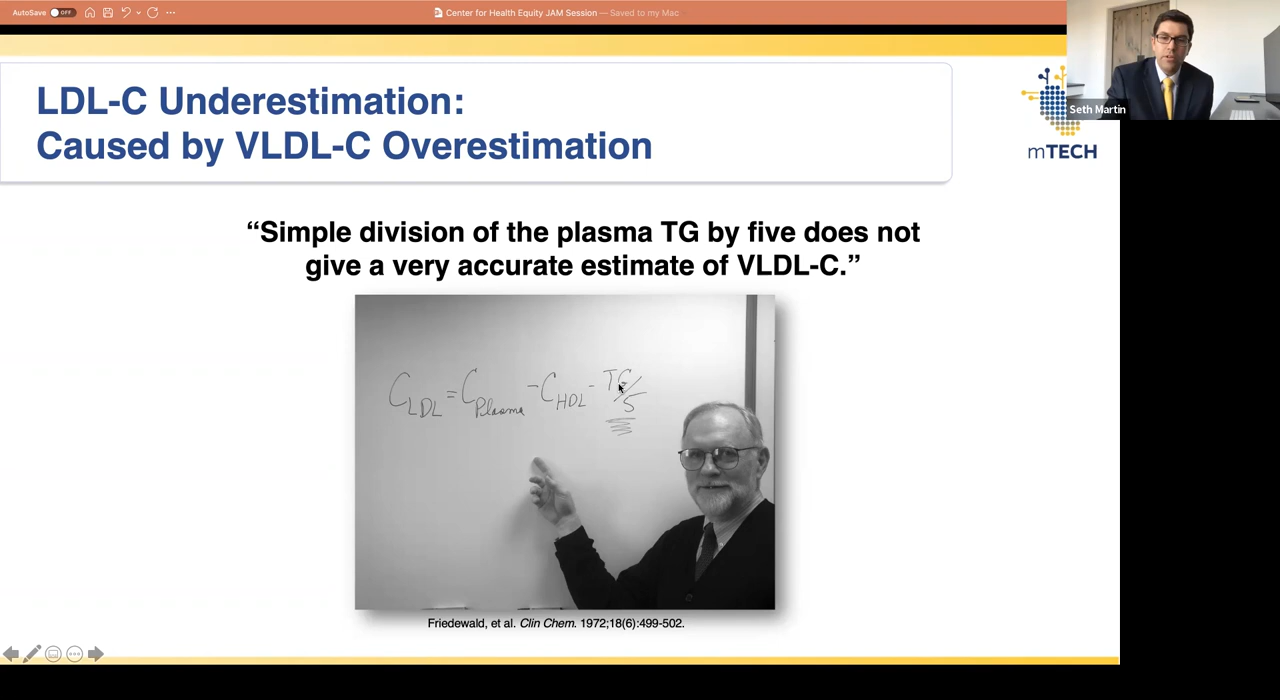 AutoSave OFF
Center for Health Equity JAM Session — Saved to my Mac
Seth Martin
mTECH
LDL-C Underestimation:
Caused by VLDL-C Overestimation
“Simple division of the plasma TG by five does not
give a very accurate estimate of VLDL-C.”
C LDL = C Plasma - C HDL - TG/5
Friedewald, et al. Clin Chem. 1972;18(6):499-502.